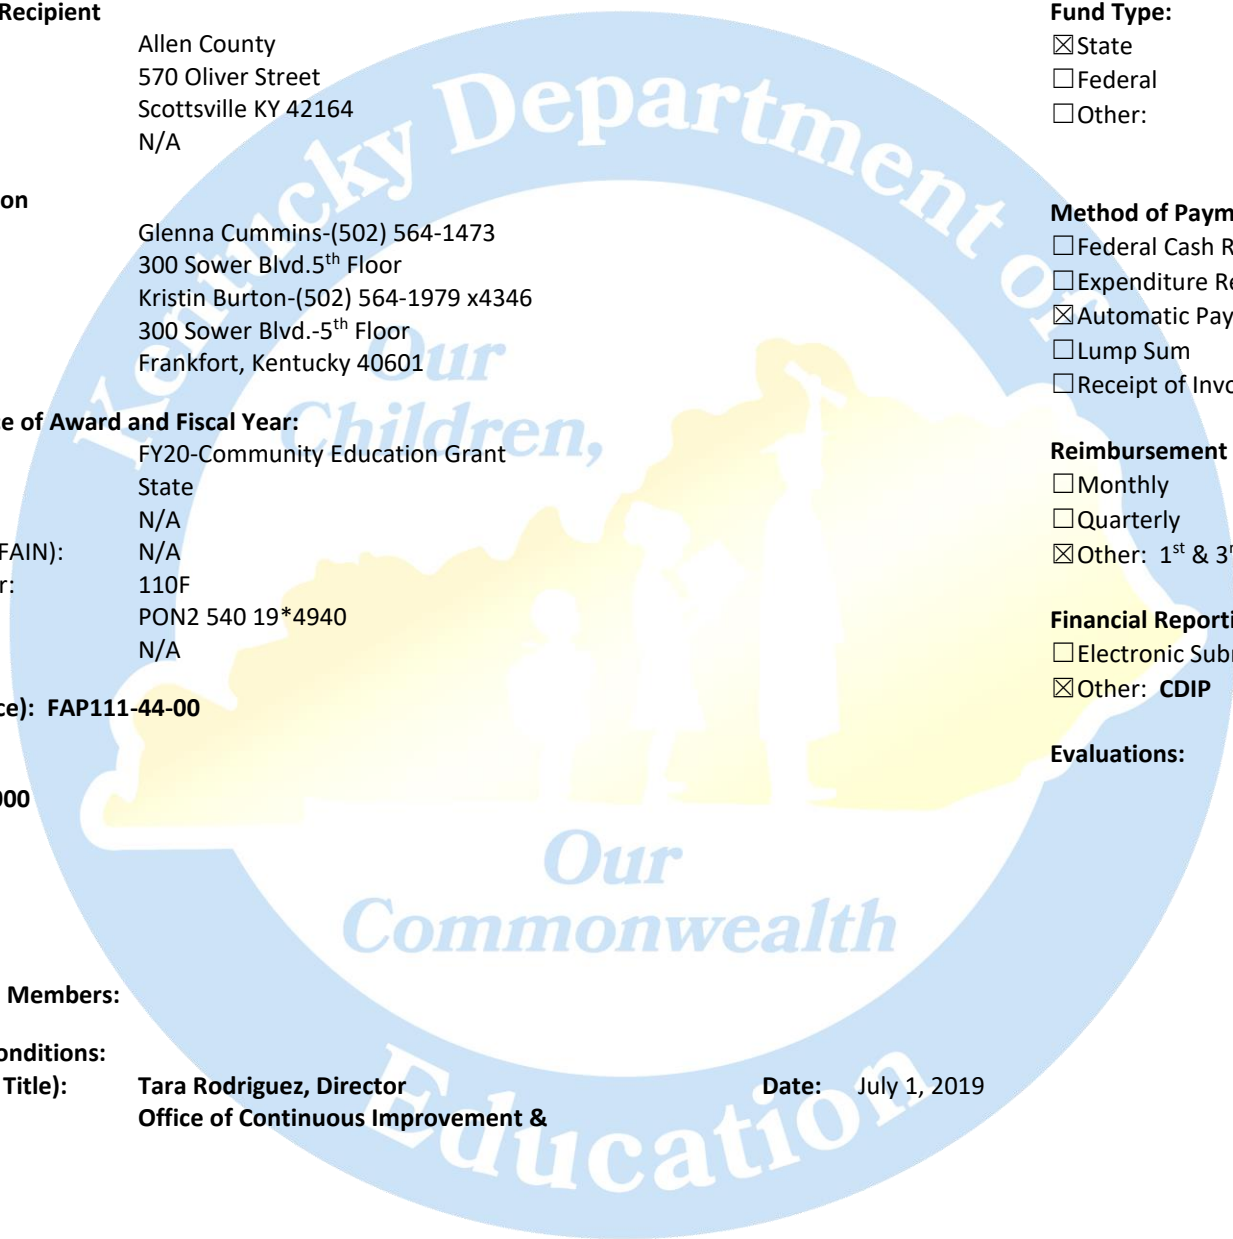 Recipient
Allen County
570 Oliver Street
Scottsville KY 42164
N/A
on
Glenna Cummins-(502) 564-1473
300 Sower Blvd.5th Floor
Kristin Burton-(502) 564-1979 x4346
300 Sower Blvd.-5th Floor
Frankfort, Kentucky 40601
e of Award and Fiscal Year:
FY20-Community Education Grant
State
N/A
FAIN): N/A
r: 110F
PON2 540 19*4940
N/A
ce): FAP111-44-00
000
Members:
onditions:
Title): Tara Rodriguez, Director Date: July 1, 2019
Office of Continuous Improvement &
Fund Type:
☒State
☐Federal
☐Other:
Method of Paym
☐Federal Cash R
☐Expenditure Re
☒Automatic Pay
☐Lump Sum
☐Receipt of Invo
Reimbursement
☐Monthly
☐Quarterly
☒Other: 1st & 3r
Financial Reporti
☐Electronic Sub
☒Other: CDIP
Evaluations:
Kentucky Department of
Education
Our
Children,
Our
Commonwealth